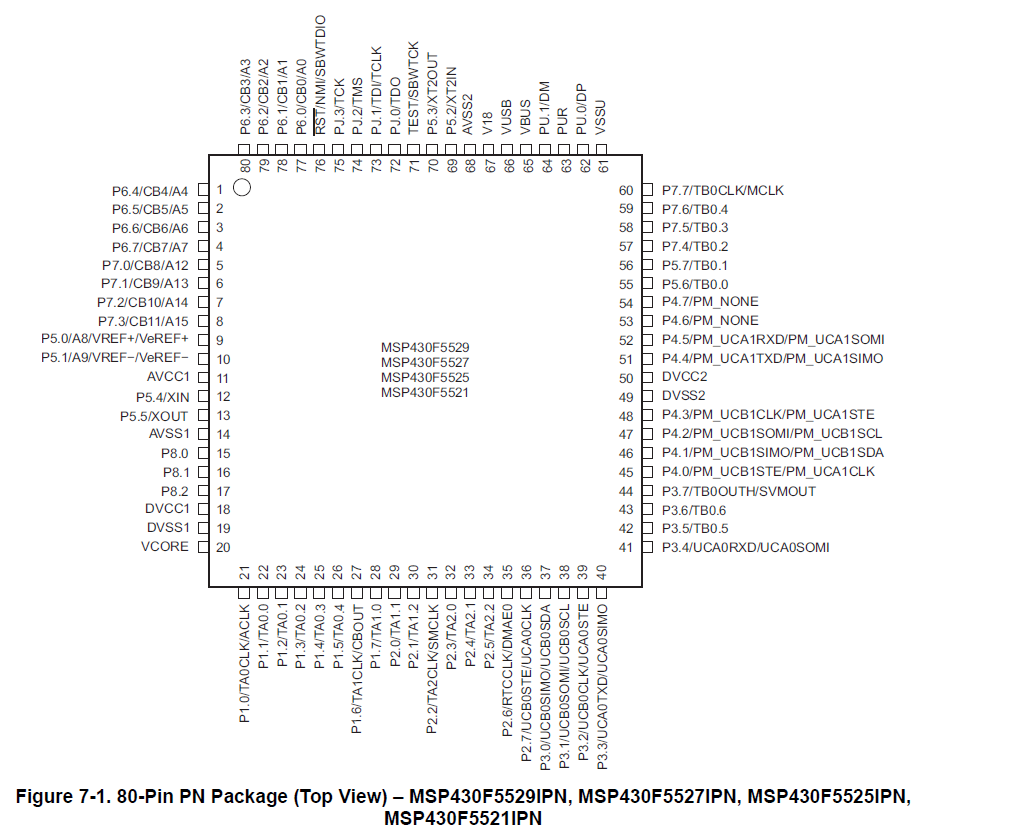 P6.3/CB3/A3
P6.2/CB2/A2
P6.1/CB1/A1
P6.0/CB0/A0
RST/NMI/SBWTDIO
PJ.3/TCK
PJ.2/TMS
PJ.1/TDI/TCLK
PJ.0/TDO
TEST/SBWTCK
P5.3/XT2OUT
P5.2/XT2IN
AVSS2
V18
VUSB
VBUS
PU.1/DM
PUR
PU.0/DP
VSSU
80 79 78 77 76 75 74 73 72 71 70 69 68 67 66 65 64 63 62 61
P6.4/CB4/A4 1
P6.5/CB5/A5 2
P6.6/CB6/A6 3
P6.7/CB7/A7 4
P7.0/CB8/A12 5
P7.1/CB9/A13 6
P7.2/CB10/A14 7
P7.3/CB11/A15 8
P5.0/A8/VREF+/VeREF+ 9
P5.1/A9/VREF−/VeREF− 10
AVCC1 11
P5.4/XIN 12
P5.5/XOUT 13
AVSS1 14
P8.0 15
P8.1 16
P8.2 17
DVCC1 18
DVSS1 19
VCORE 20
MSP430F5529
MSP430F5527
MSP430F5525
MSP430F5521
60 P7.7/TB0CLK/MCLK
59 P7.6/TB0.4
58 P7.5/TB0.3
57 P7.4/TB0.2
56 P5.7/TB0.1
55 P5.6/TB0.0
54 P4.7/PM_NONE
53 P4.6/PM_NONE
52 P4.5/PM_UCA1RXD/PM_UCA1SOMI
51 P4.4/PM_UCA1TXD/PM_UCA1SIMO
50 DVCC2
49 DVSS2
48 P4.3/PM_UCB1CLK/PM_UCA1STE
47 P4.2/PM_UCB1SOMI/PM_UCB1SCL
46 P4.1/PM_UCB1SIMO/PM_UCB1SDA
45 P4.0/PM_UCB1STE/PM_UCA1CLK
44 P3.7/TB0OUTH/SVMOUT
43 P3.6/TB0.6
42 P3.5/TB0.5
41 P3.4/UCA0RXD/UCA0SOMI
21 22 23 24 25 26 27 28 29 30 31 32 33 34 35 36 37 38 39 40
P1.0/TA0CLK/ACLK
P1.1/TA0.0
P1.2/TA0.1
P1.3/TA0.2
P1.4/TA0.3
P1.5/TA0.4
P1.6/TA1CLK/CBOUT
P1.7/TA1.0
P2.0/TA1.1
P2.1/TA1.2
P2.2/TA2CLK/SMCLK
P2.3/TA2.0
P2.4/TA2.1
P2.5/TA2.2
P2.6/RTCCLK/DMAE0
P2.7/UCB0STE/UCA0CLK
P3.0/UCB0SIMO/UCB0SDA
P3.1/UCB0SOMI/UCB0SCL
P3.2/UCB0CLK/UCA0STE
P3.3/UCA0TXD/UCA0SIMO
Figure 7-1. 80-Pin PN Package (Top View) – MSP430F5529IPN, MSP430F5527IPN, MSP430F5525IPN,
MSP430F5521IPN